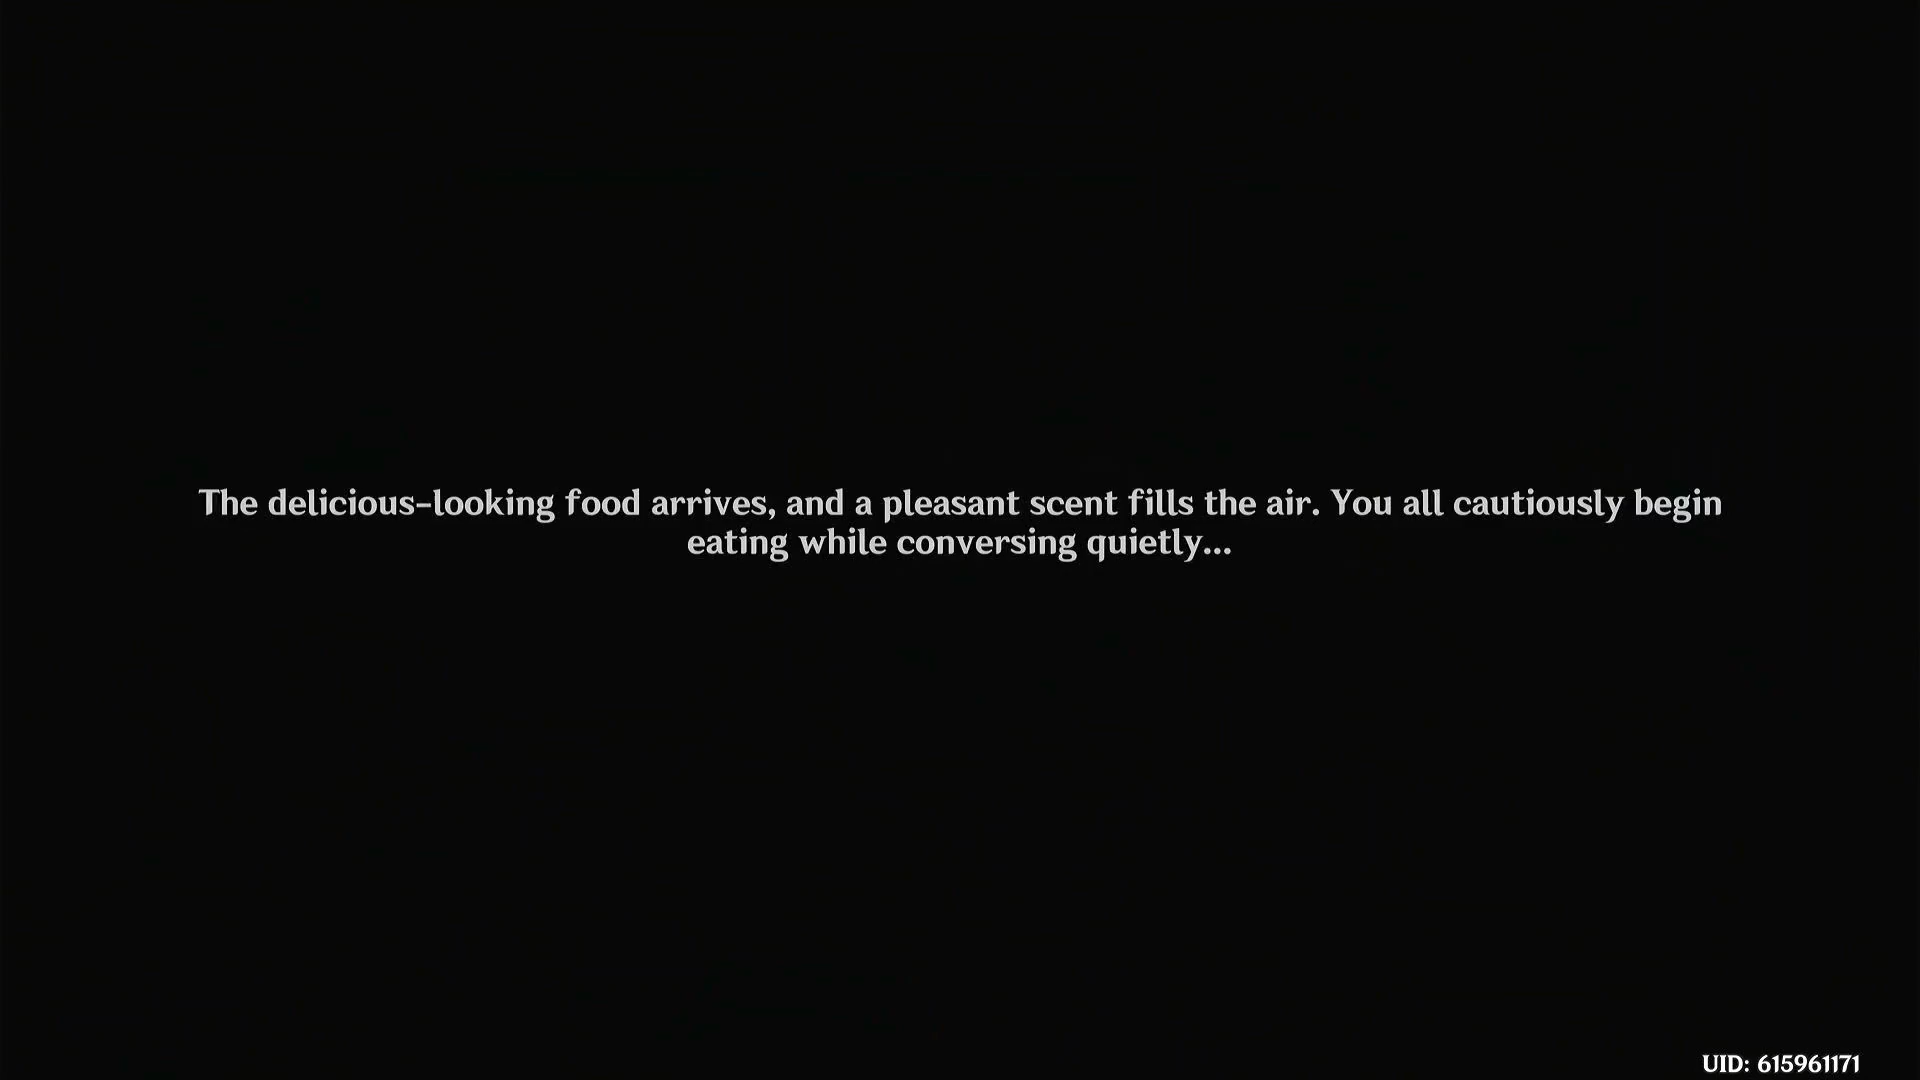 The delicious-looking food arrives, and a pleasant scent fills the air. You all cautiously begin
eating while conversing quietly...
UID: 615961171